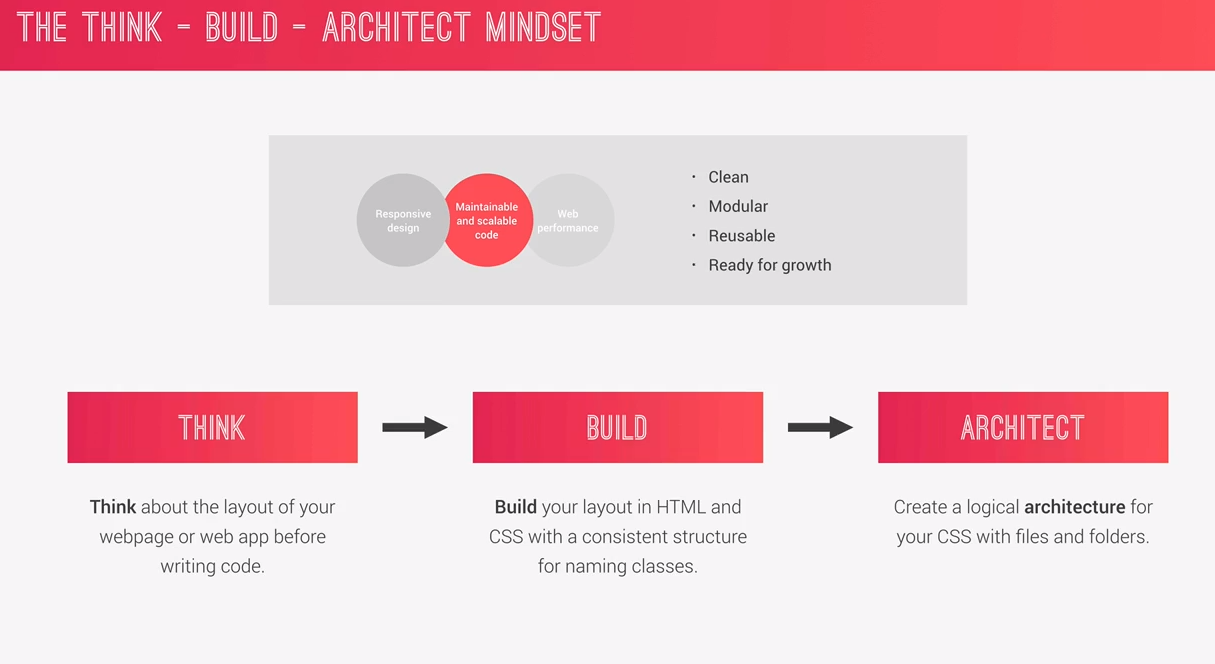 THE THINK - BUILD - ARCHITECT MINDSET
Responsive
design
Maintainable
and scalable
code
Web
performance
· Clean
· Modular
· Reusable
· Ready for growth
THINK
BUILD
ARCHITECT
Think about the layout of your
webpage or web app before
writing code.
Build your layout in HTML and
CSS with a consistent structure
for naming classes.
Create a logical architecture for
your CSS with files and folders.